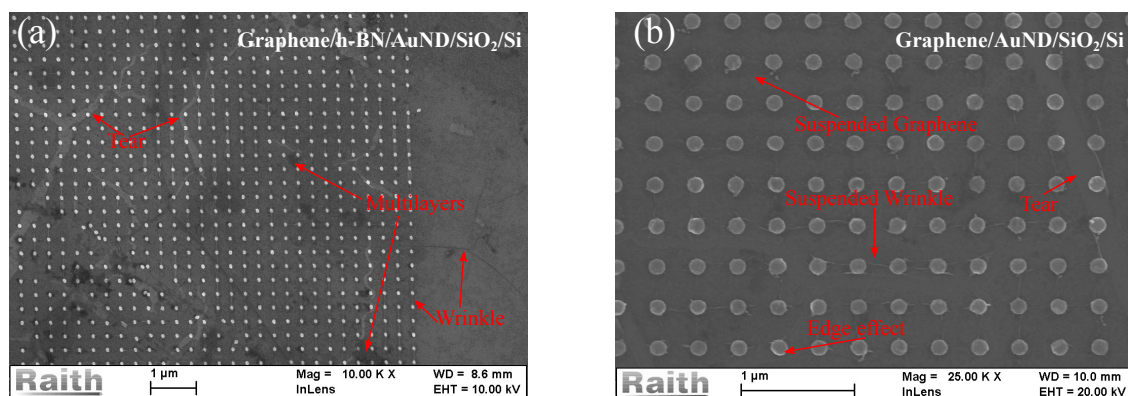 (a)
Graphene/h-BN/AuND/SiO₂/Si
Tear
Multilayers
Wrinkle
Raith
1 µm
Mag = 10.00 K X
InLens
WD = 8.6 mm
EHT = 10.00 kV
(b)
Graphene/AuND/SiO₂/Si
Suspended Graphene
Suspended Wrinkle
Tear
Edge effect
Raith
1 µm
Mag = 25.00 K X
InLens
WD = 10.0 mm
EHT = 20.00 kV